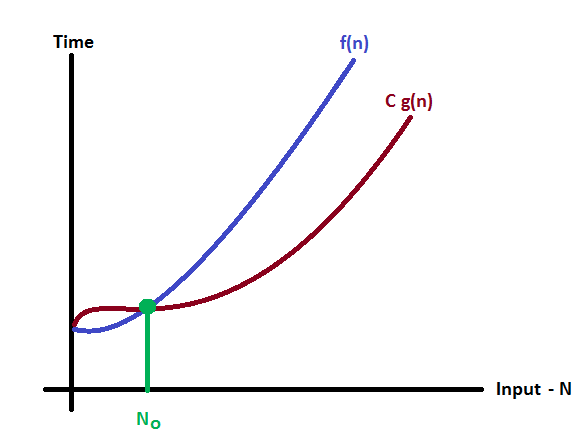 Time
f(n)
C g(n)
Input - N
No